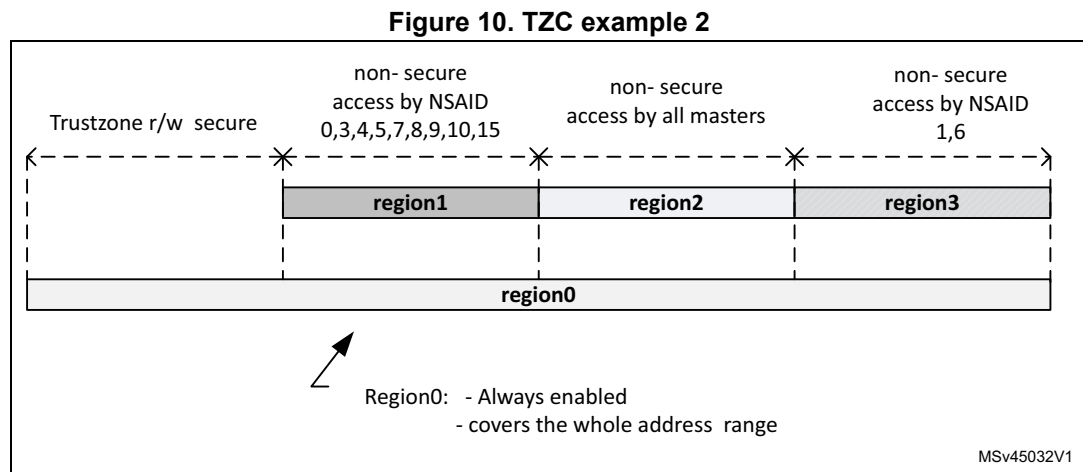 Figure 10. TZC example 2
Trustzone r/w  secure
non- secure
access by NSAID
0,3,4,5,7,8,9,10,15
non- secure
access by all masters
non- secure
access by NSAID
1,6
region1
region2
region3
region0
Region0:   - Always enabled
- covers the whole address  range
MSv45032V1